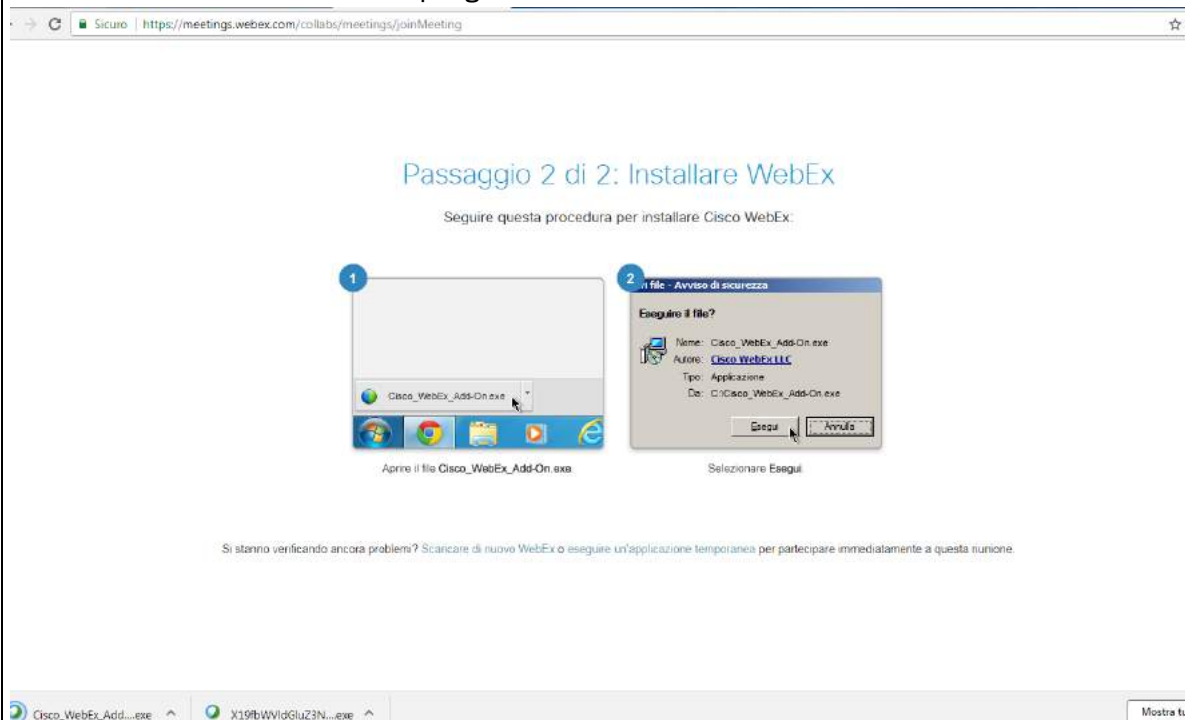 Sicuro | https://meetings.webex.com/collabs/meetings/joinMeeting
Passaggio 2 di 2: Installare WebEx
Seguire questa procedura per installare Cisco WebEx:
1
2
file - Avviso di sicurezza
Eseguire il file?
Nome: Cisco_WebEx_Add-On.exe
Autore: Cisco WebEx LLC
Tipo: Applicazione
Da: C:\Cisco_WebEx_Add-On.exe
Cisco_WebEx_Add-On.exe
Esegui Annulla
Aprire il file Cisco_WebEx_Add-On.exe
Selezionare Esegui
Si stanno verificando ancora problemi? Scaricare di nuovo WebEx o eseguire un'applicazione temporanea per partecipare immediatamente a questa riunione.
Cisco_WebEx_Add....exe
Mostra tu